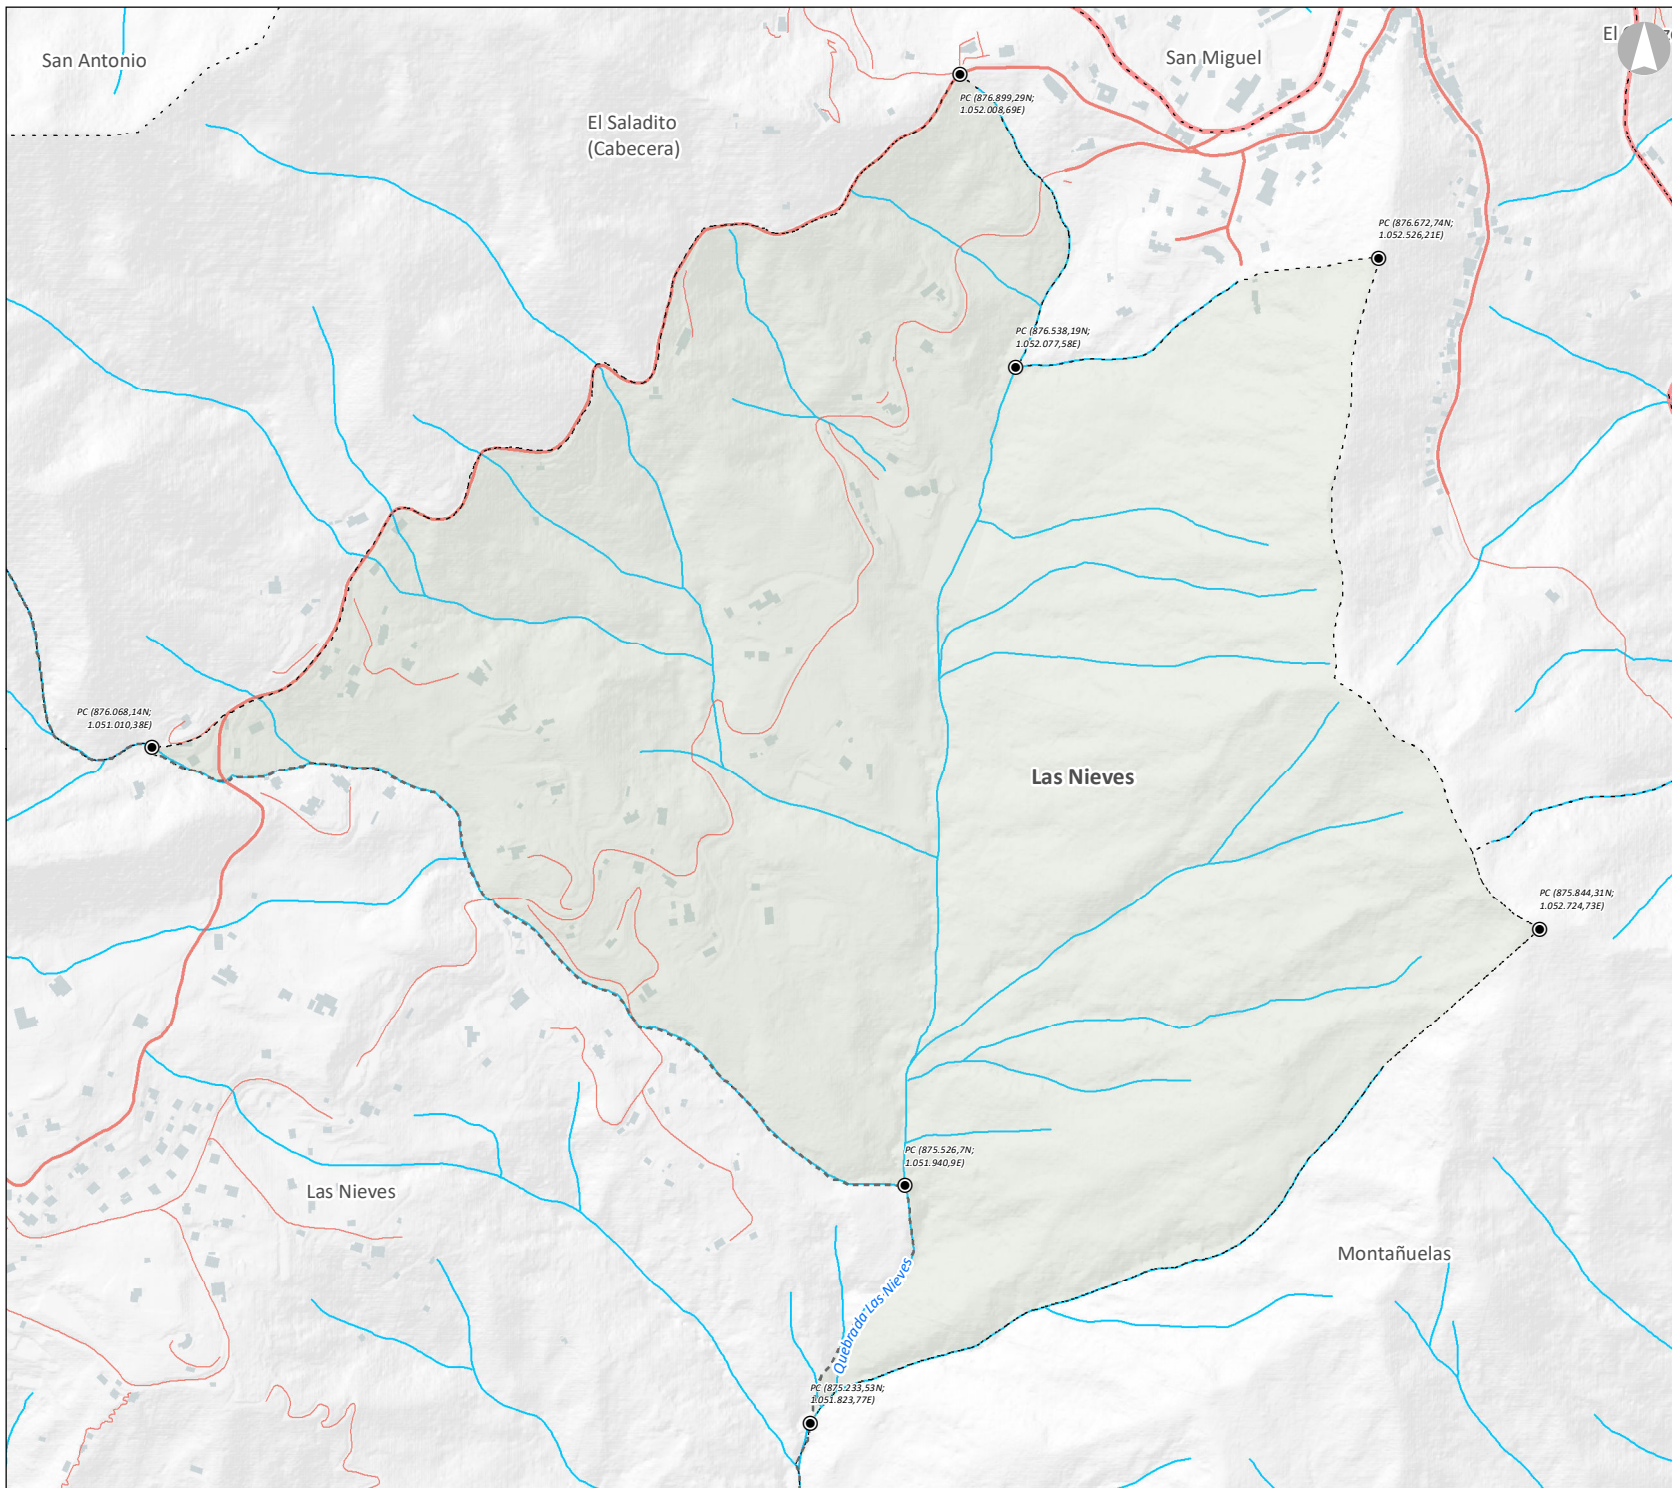 San Antonio
San Miguel
El
PC (876.899,29N;
1.052.008,69E)
El Saladito
(Cabecera)
PC (876.672,74N;
1.052.526,21E)
PC (876.538,19N;
1.052.077,58E)
PC (876.068,14N;
1.051.010,38E)
Las Nieves
PC (875.844,31N;
1.052.724,73E)
PC (875.526,7N;
1.051.940,9E)
Las Nieves
Montañuelas
Quebrada Las Nieves
PC (875.233,53N;
1.051.823,77E)